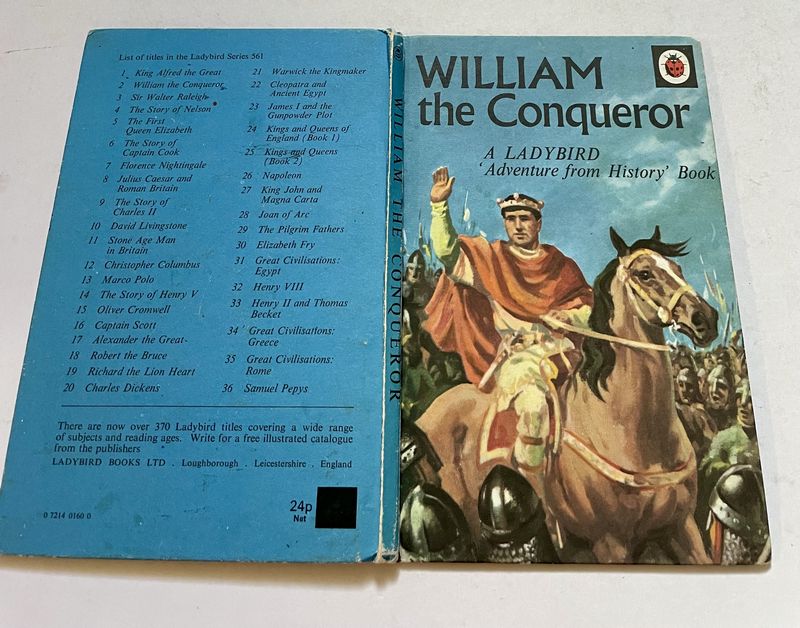 List of titles in the Ladybird Series 561
1 King Alfred the Great
2 William the Conqueror
3 Sir Walter Raleigh
4 The Story of Nelson
5 The First
Queen Elizabeth
6 The Story of
Captain Cook
7 Florence Nightingale
8 Julius Caesar and
Roman Britain
9 The Story of
Charles II
10 David Livingstone
11 Stone Age Man
in Britain
12 Christopher Columbus
13 Marco Polo
14 The Story of Henry V
15 Oliver Cromwell
16 Captain Scott
17 Alexander the Great
18 Robert the Bruce
19 Richard the Lion Heart
20 Charles Dickens
21 Warwick the Kingmaker
22 Cleopatra and
Ancient Egypt
23 James I and the
Gunpowder Plot
24 Kings and Queens of
England (Book 1)
25 Kings and Queens
(Book 2)
26 Napoleon
27 King John and
Magna Carta
28 Joan of Arc
29 The Pilgrim Fathers
30 Elizabeth Fry
31 Great Civilisations:
Egypt
32 Henry VIII
33 Henry II and Thomas
Becket
34 Great Civilisations:
Greece
35 Great Civilisations:
Rome
36 Samuel Pepys
There are now over 370 Ladybird titles covering a wide range
of subjects and reading ages. Write for a free illustrated catalogue
from the publishers
LADYBIRD BOOKS LTD . Loughborough . Leicestershire . England
0 7214 0160 0
24p
Net
WILLIAM THE CONQUEROR
WILLIAM
the Conqueror
A LADYBIRD
'Adventure from History' Book